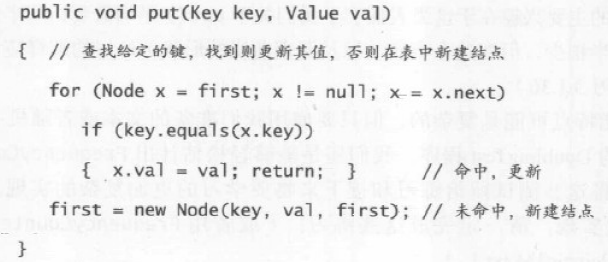 public void put(Key key, Value val)
{ // 查找给定的键，找到则更新其值，否则在表中新建结点
for (Node x = first; x != null; x = x.next)
if (key.equals(x.key))
{ x.val = val; return; } // 命中，更新
first = new Node(key, val, first); // 未命中，新建结点
}